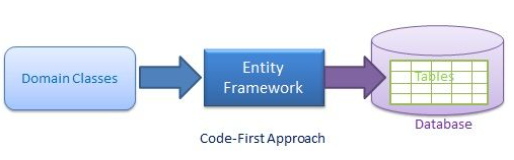 Domain Classes
Entity
Framework
Tables
Database
Code-First Approach